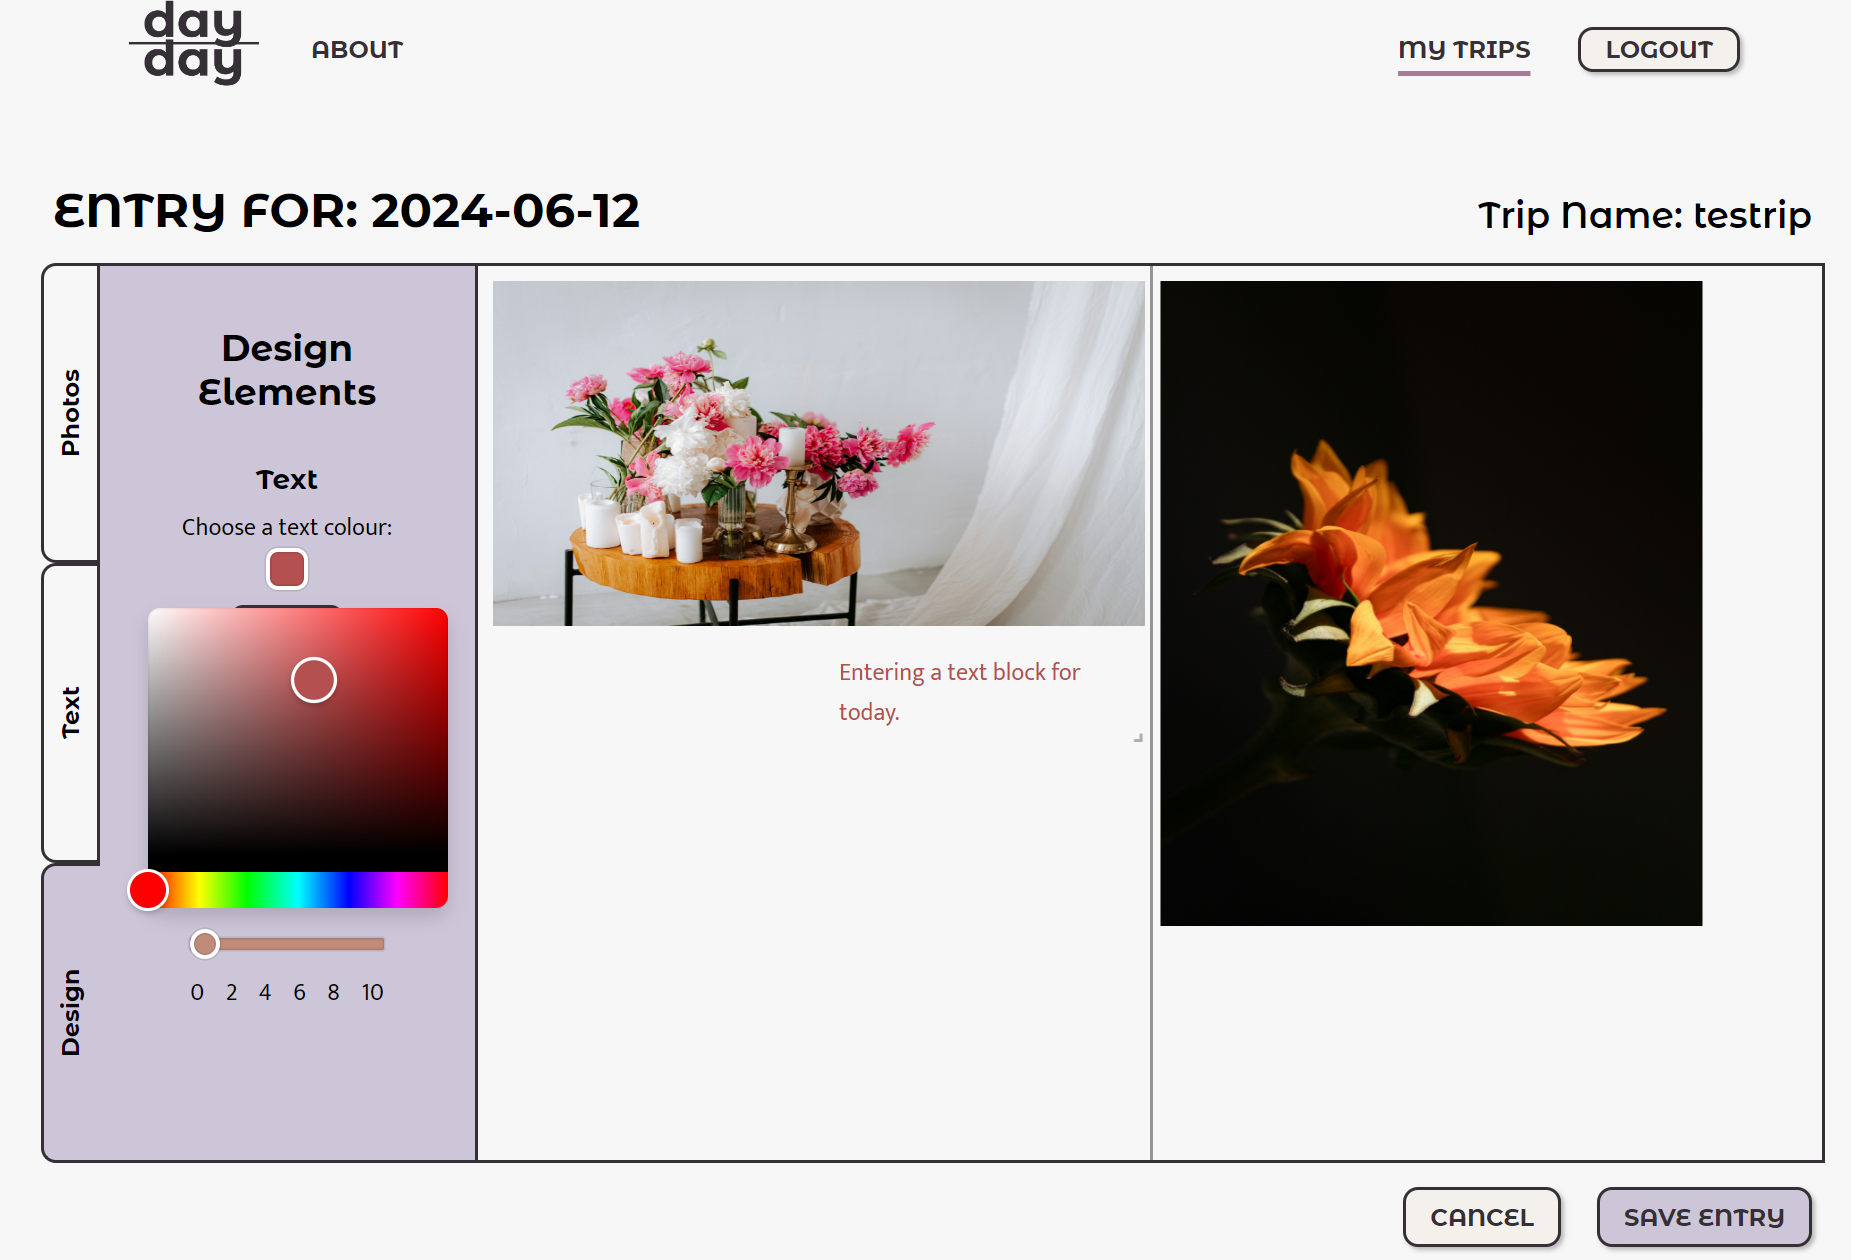 day
day
ABOUT
MY TRIPS
LOGOUT
ENTRY FOR: 2024-06-12
Trip Name: testrip
Photos
Text
Design
Design
Elements
Text
Choose a text colour:
0 2 4 6 8 10
Entering a text block for
today.
CANCEL
SAVE ENTRY